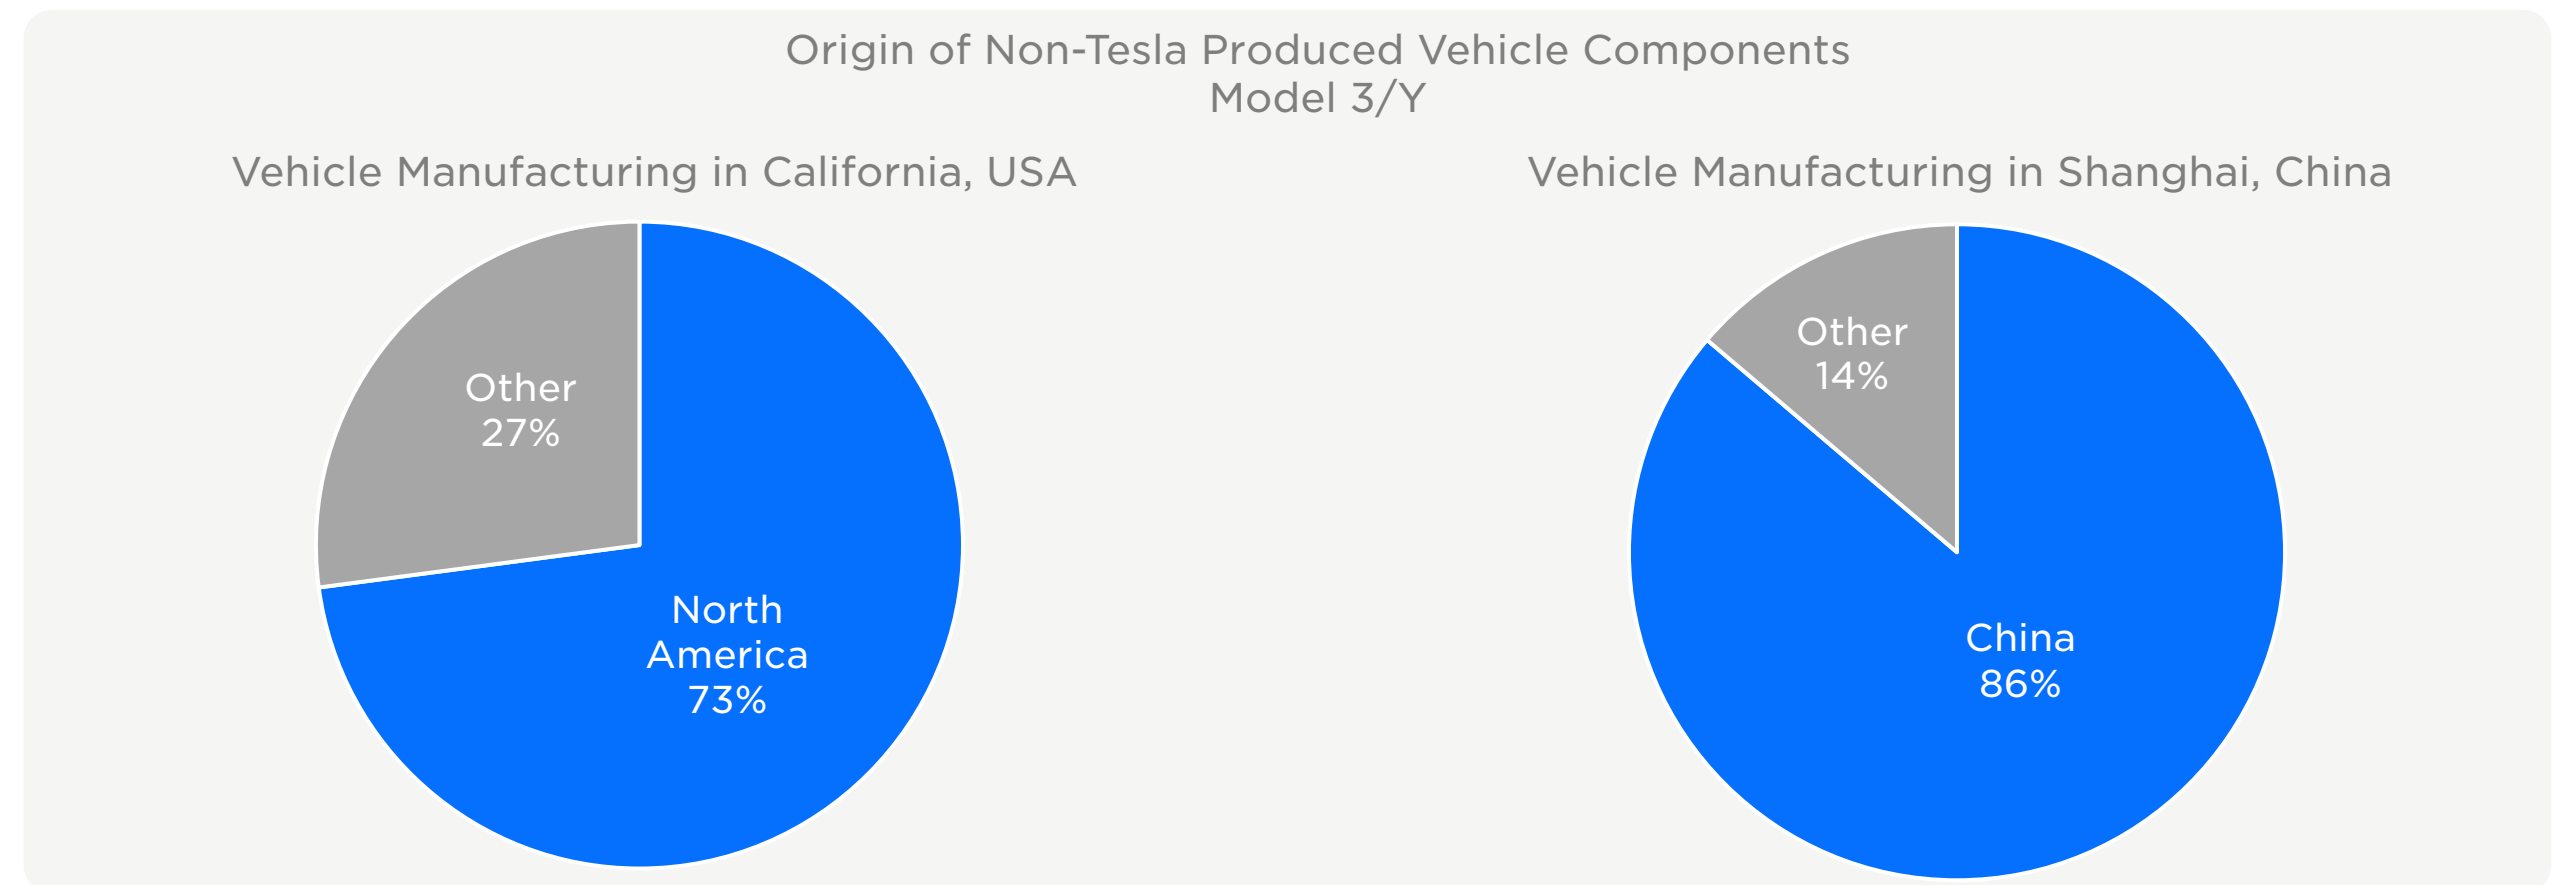 Origin of Non-Tesla Produced Vehicle Components
Model 3/Y
Vehicle Manufacturing in California, USA
Other
27%
North
America
73%
Vehicle Manufacturing in Shanghai, China
Other
14%
China
86%